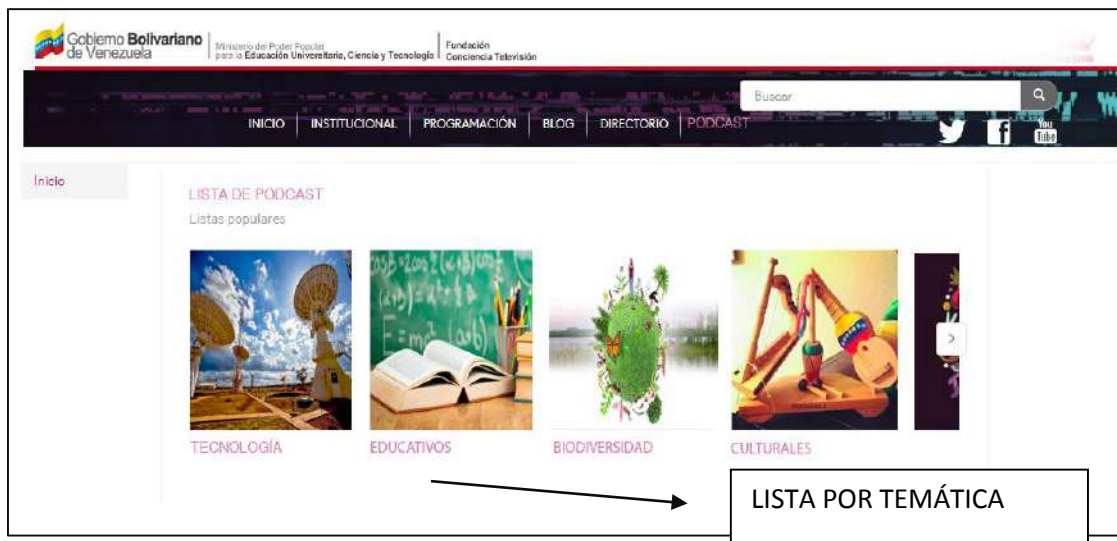 Gobierno Bolivariano
de Venezuela
Ministerio del Poder Popular
para la Educación Universitaria, Ciencia y Tecnología
Fundación
Conciencia Televisión
Buscar
INICIO
INSTITUCIONAL
PROGRAMACIÓN
BLOG
DIRECTORIO
PODCAST
You
Tube
Inicio
LISTA DE PODCAST
Listas populares
TECNOLOGÍA
EDUCATIVOS
BIODIVERSIDAD
CULTURALES
LISTA POR TEMÁTICA